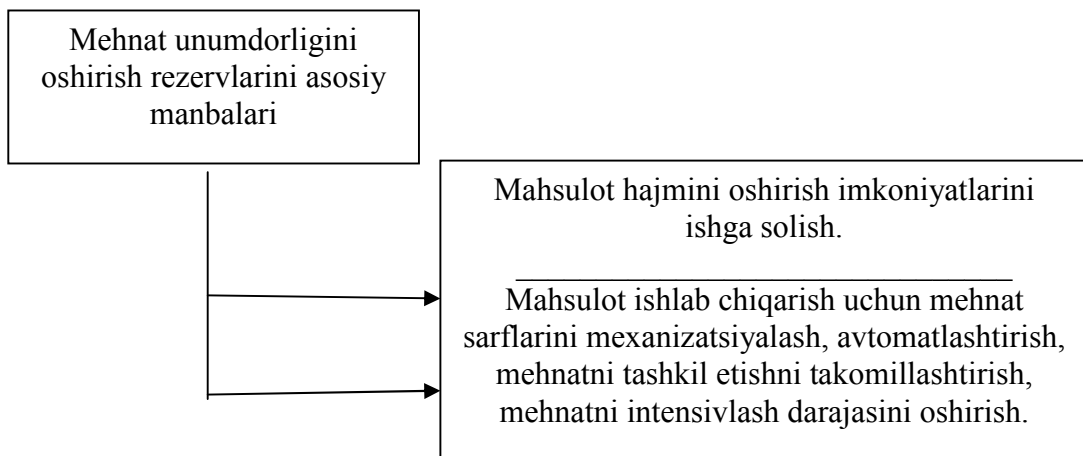 Mehnat unumdorligini
oshirish rezervlarini asosiy
manbalari
Mahsulot hajmini oshirish imkoniyatlarini
ishga solish.
Mahsulot ishlab chiqarish uchun mehnat
sarflarini mexanizatsiyalash, avtomatlashtirish,
mehnatni tashkil etishni takomillashtirish,
mehnatni intensivlash darajasini oshirish.